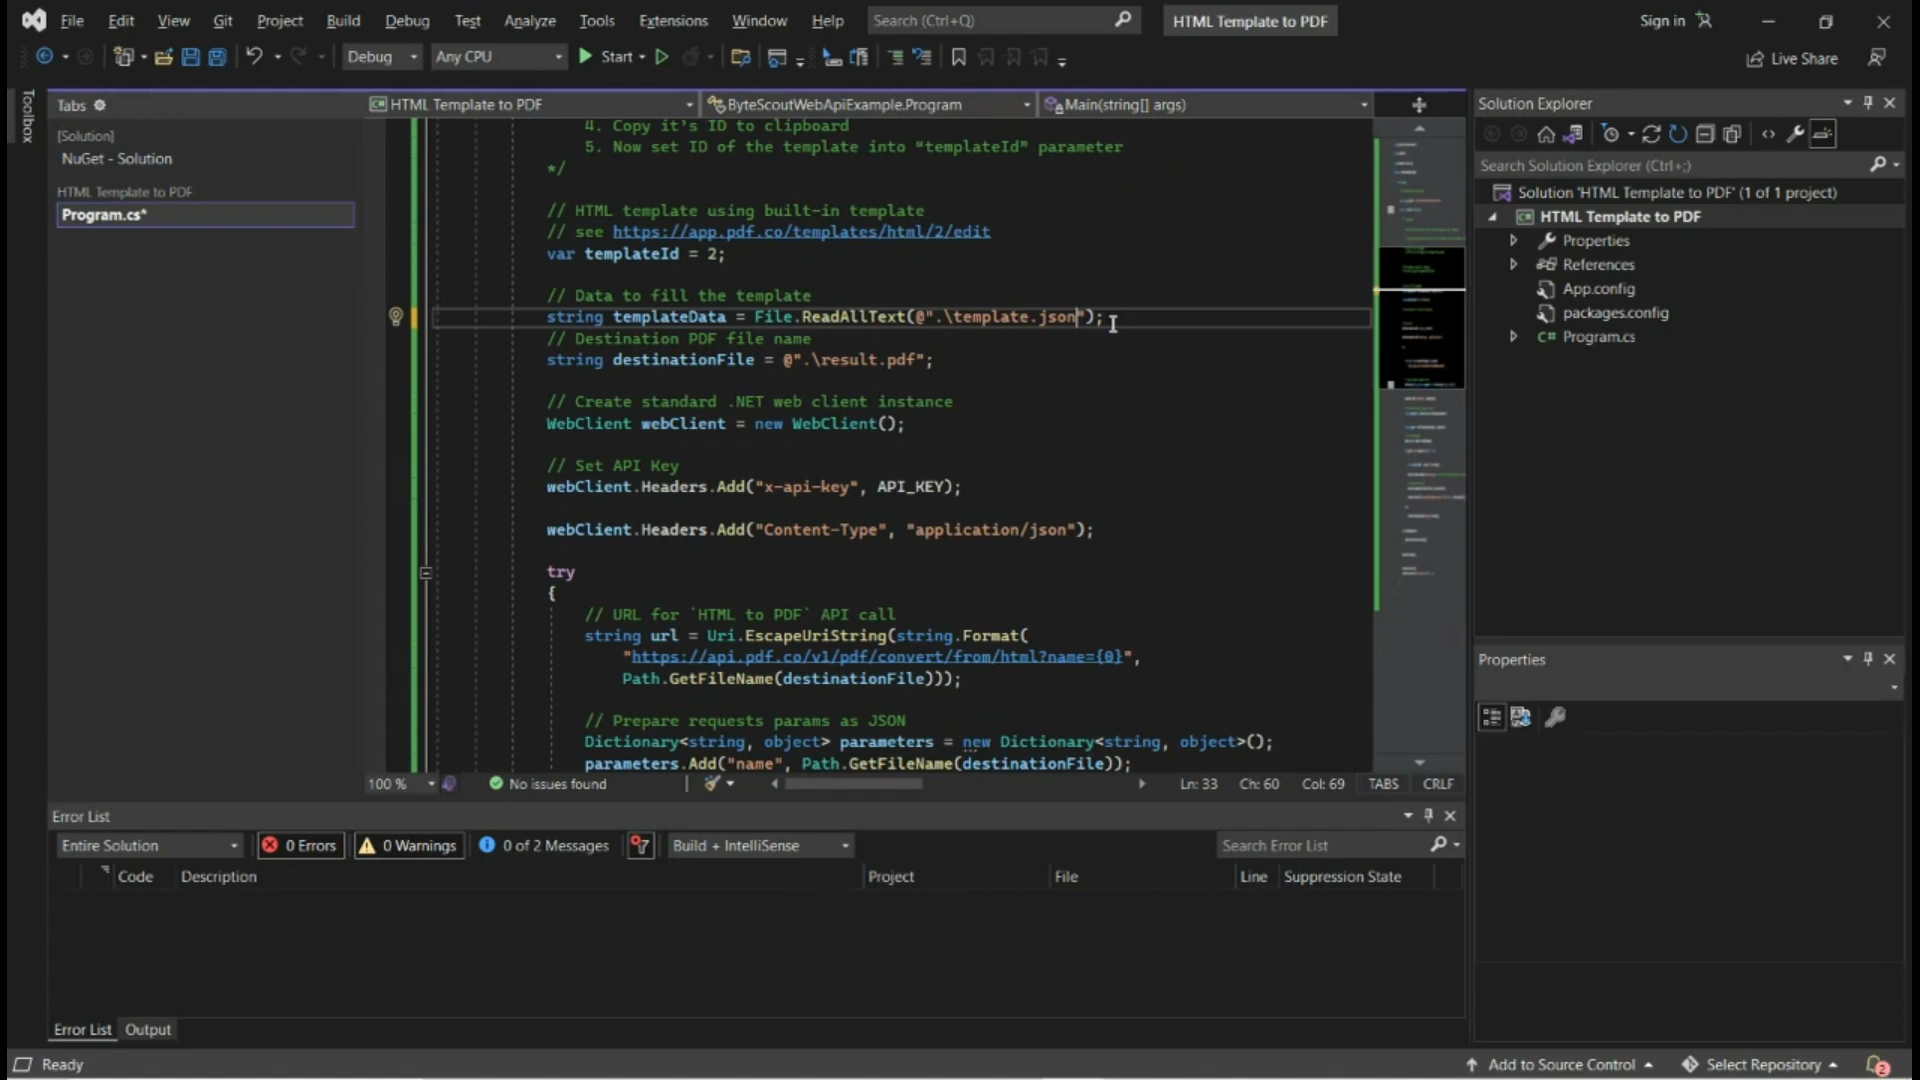 File Edit View Git Project Build Debug Test Analyze Tools Extensions Window Help Search (Ctrl+Q) HTML Template to PDF Sign in
Debug Any CPU Start Live Share
Toolbox
Tabs
[Solution]
NuGet - Solution
HTML Template to PDF
Program.cs*
HTML Template to PDF ByteScoutWebApiExample.Program Main(string[] args)
4. Copy it's ID to clipboard
5. Now set ID of the template into “templateId” parameter
*/
// HTML template using built-in template
// see https://app.pdf.co/templates/html/2/edit
var templateId = 2;
// Data to fill the template
string templateData = File.ReadAllText(@".\template.json");
// Destination PDF file name
string destinationFile = @".\result.pdf";
// Create standard .NET web client instance
WebClient webClient = new WebClient();
// Set API Key
webClient.Headers.Add("x-api-key", API_KEY);
webClient.Headers.Add("Content-Type", "application/json");
try
{
// URL for `HTML to PDF` API call
string url = Uri.EscapeUriString(string.Format(
"https://api.pdf.co/v1/pdf/convert/from/html?name={0}",
Path.GetFileName(destinationFile)));
// Prepare requests params as JSON
Dictionary<string, object> parameters = new Dictionary<string, object>();
parameters.Add("name", Path.GetFileName(destinationFile));
100 % No issues found Ln: 33 Ch: 60 Col: 69 TABS CRLF
Solution Explorer
Search Solution Explorer (Ctrl+;)
Solution 'HTML Template to PDF' (1 of 1 project)
HTML Template to PDF
Properties
References
App.config
packages.config
C# Program.cs
Properties
Error List
Entire Solution 0 Errors 0 Warnings 0 of 2 Messages Build + IntelliSense Search Error List
Code Description Project File Line Suppression State
Error List Output
Ready Add to Source Control Select Repository 2